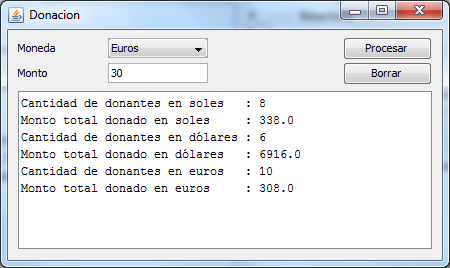 Donacion
Moneda Euros Procesar
Monto 30 Borrar
Cantidad de donantes en soles : 8
Monto total donado en soles : 338.0
Cantidad de donantes en dólares : 6
Monto total donado en dólares : 6916.0
Cantidad de donantes en euros : 10
Monto total donado en euros : 308.0